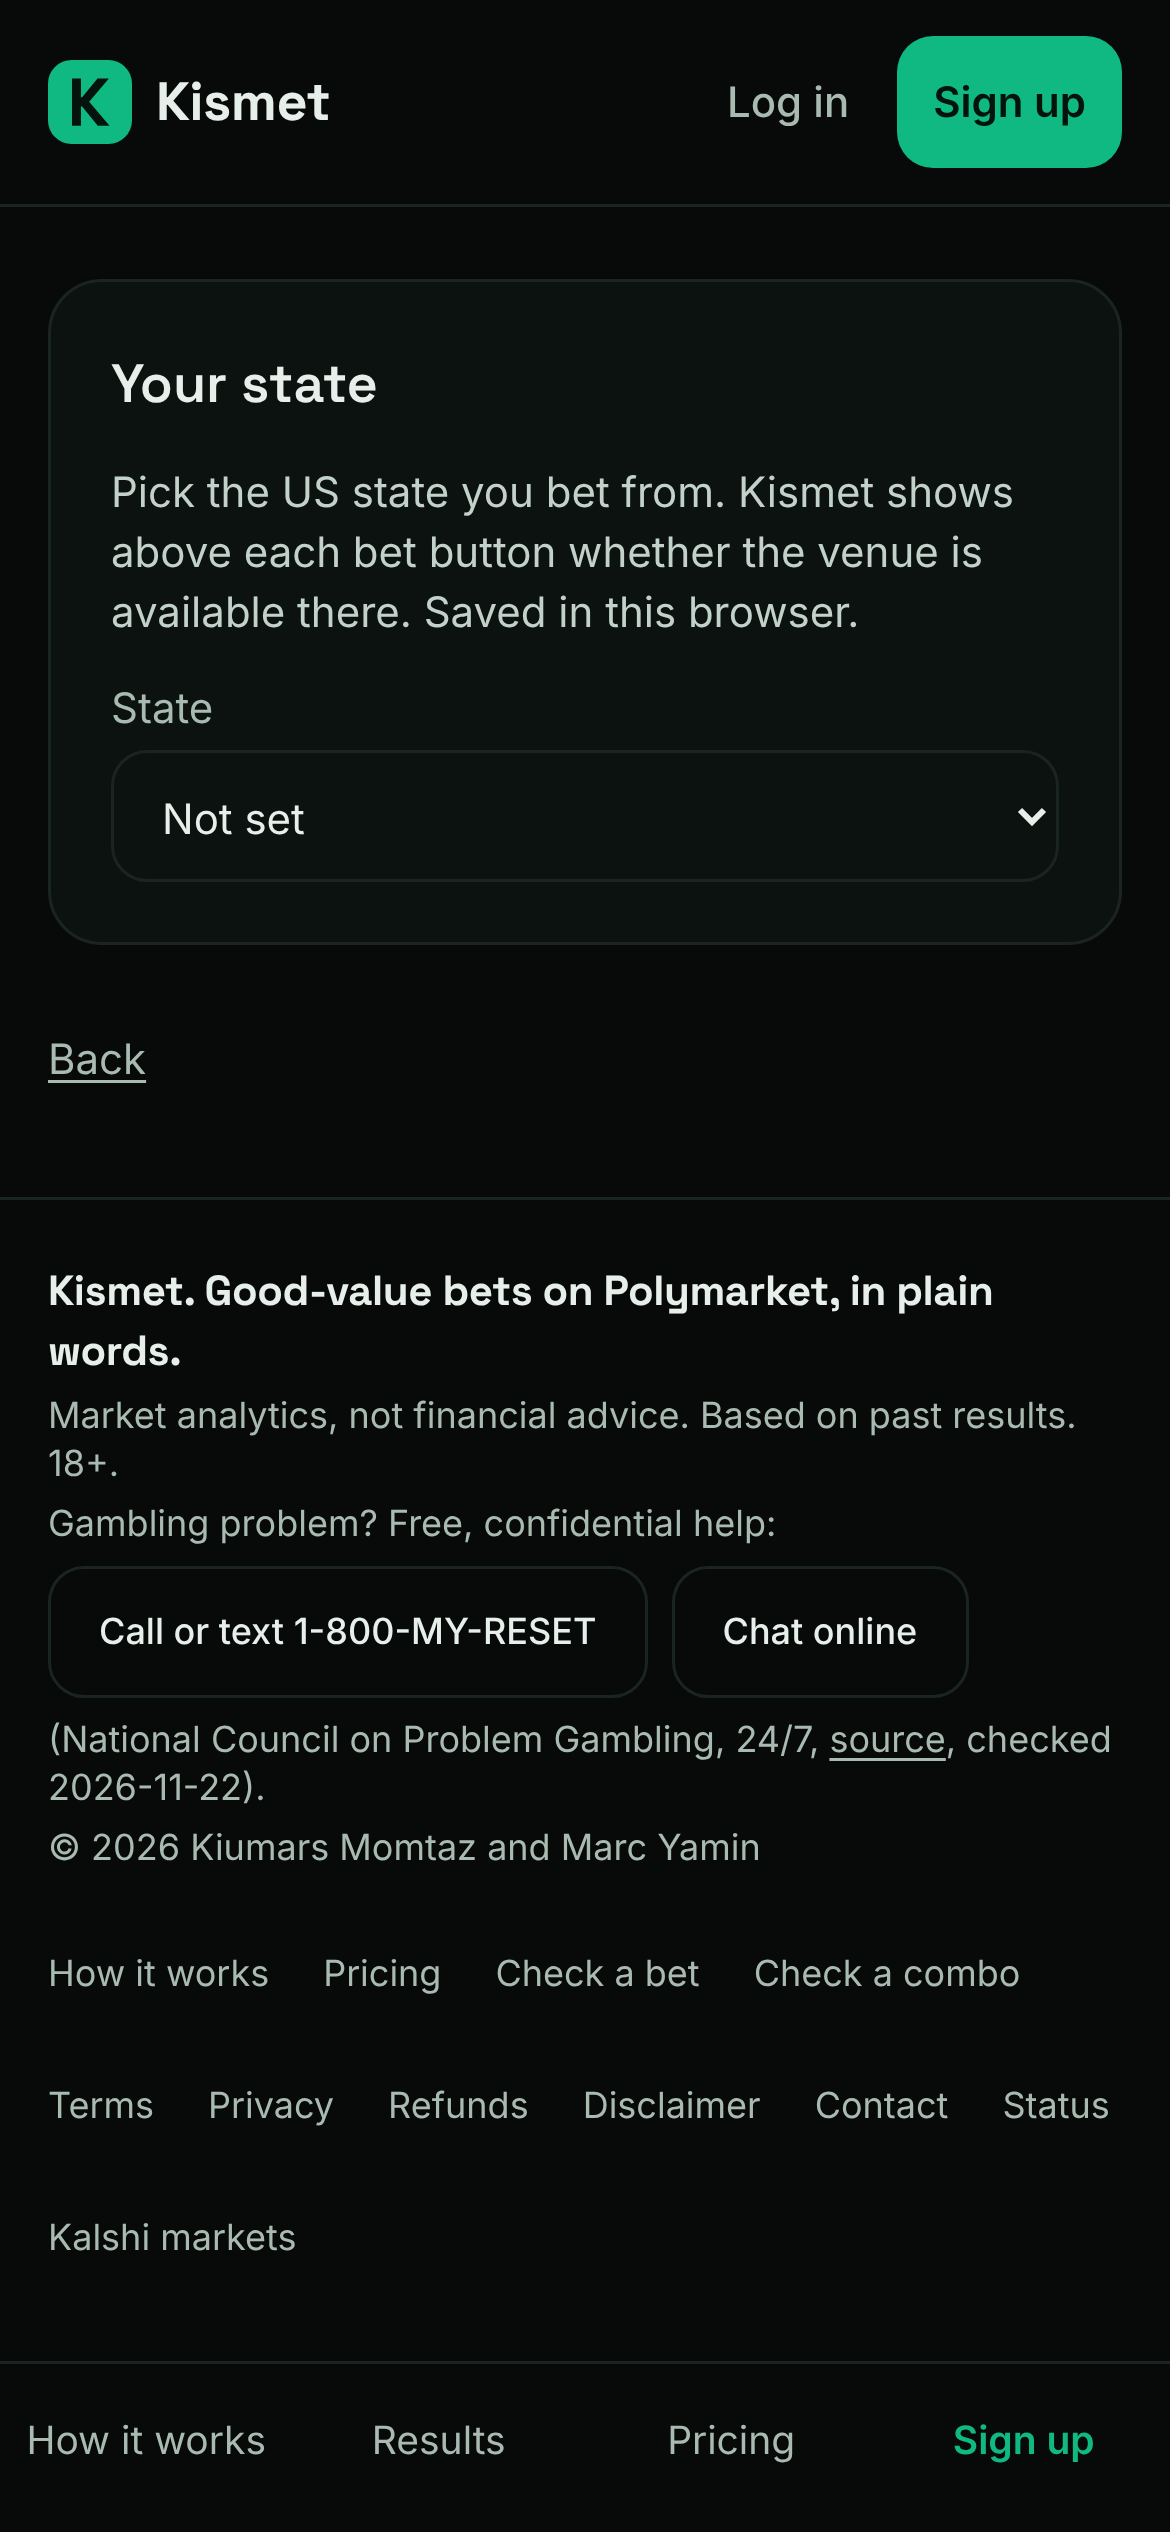 K Kismet
Log in
Sign up
Your state
Pick the US state you bet from. Kismet shows
above each bet button whether the venue is
available there. Saved in this browser.
State
Not set
Back
Kismet. Good-value bets on Polymarket, in plain
words.
Market analytics, not financial advice. Based on past results.
18+.
Gambling problem? Free, confidential help:
Call or text 1-800-MY-RESET
Chat online
(National Council on Problem Gambling, 24/7, source, checked
2026-11-22).
© 2026 Kiumars Momtaz and Marc Yamin
How it works Pricing Check a bet Check a combo
Terms Privacy Refunds Disclaimer Contact Status
Kalshi markets
How it works Results Pricing Sign up